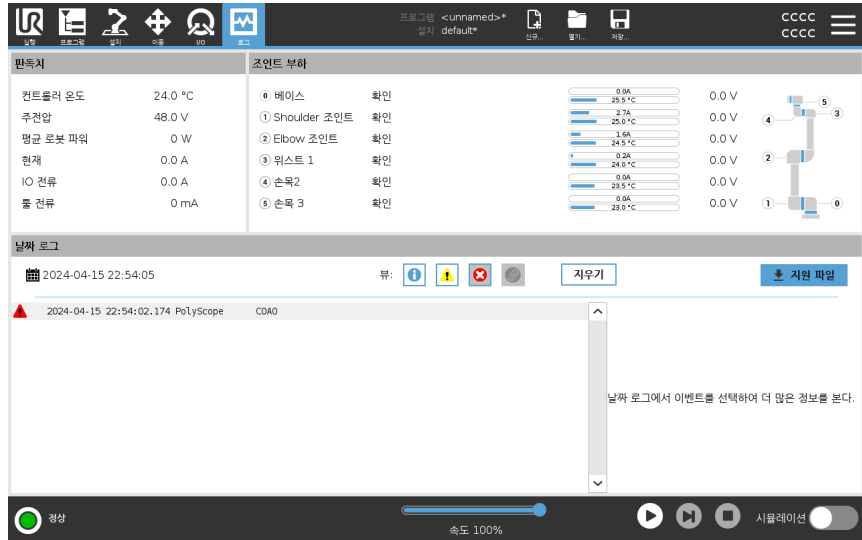 UR
실행 프로그램 설치 이동 I/O 로그
프로그램 <unnamed>*
설치 default*
신규... 열기... 저장...
CCCC
CCCC
판독치
조인트 부하
컨트롤러 온도 24.0 °C
주전압 48.0 V
평균 로봇 파워 0 W
현재 0.0 A
IO 전류 0.0 A
툴 전류 0 mA
0 베이스 확인 0.0A 25.5 °C 0.0 V
1 Shoulder 조인트 확인 2.7A 25.0 °C 0.0 V
2 Elbow 조인트 확인 1.6A 24.5 °C 0.0 V
3 위스트 1 확인 0.2A 24.0 °C 0.0 V
4 손목2 확인 0.0A 23.5 °C 0.0 V
5 손목 3 확인 0.0A 23.0 °C 0.0 V
5
4 3
2
1 0
날짜 로그
2024-04-15 22:54:05 뷰: 지우기 지원 파일
2024-04-15 22:54:02.174 PolyScope C0A0
날짜 로그에서 이벤트를 선택하여 더 많은 정보를 본다.
정상
속도 100%
시뮬레이션